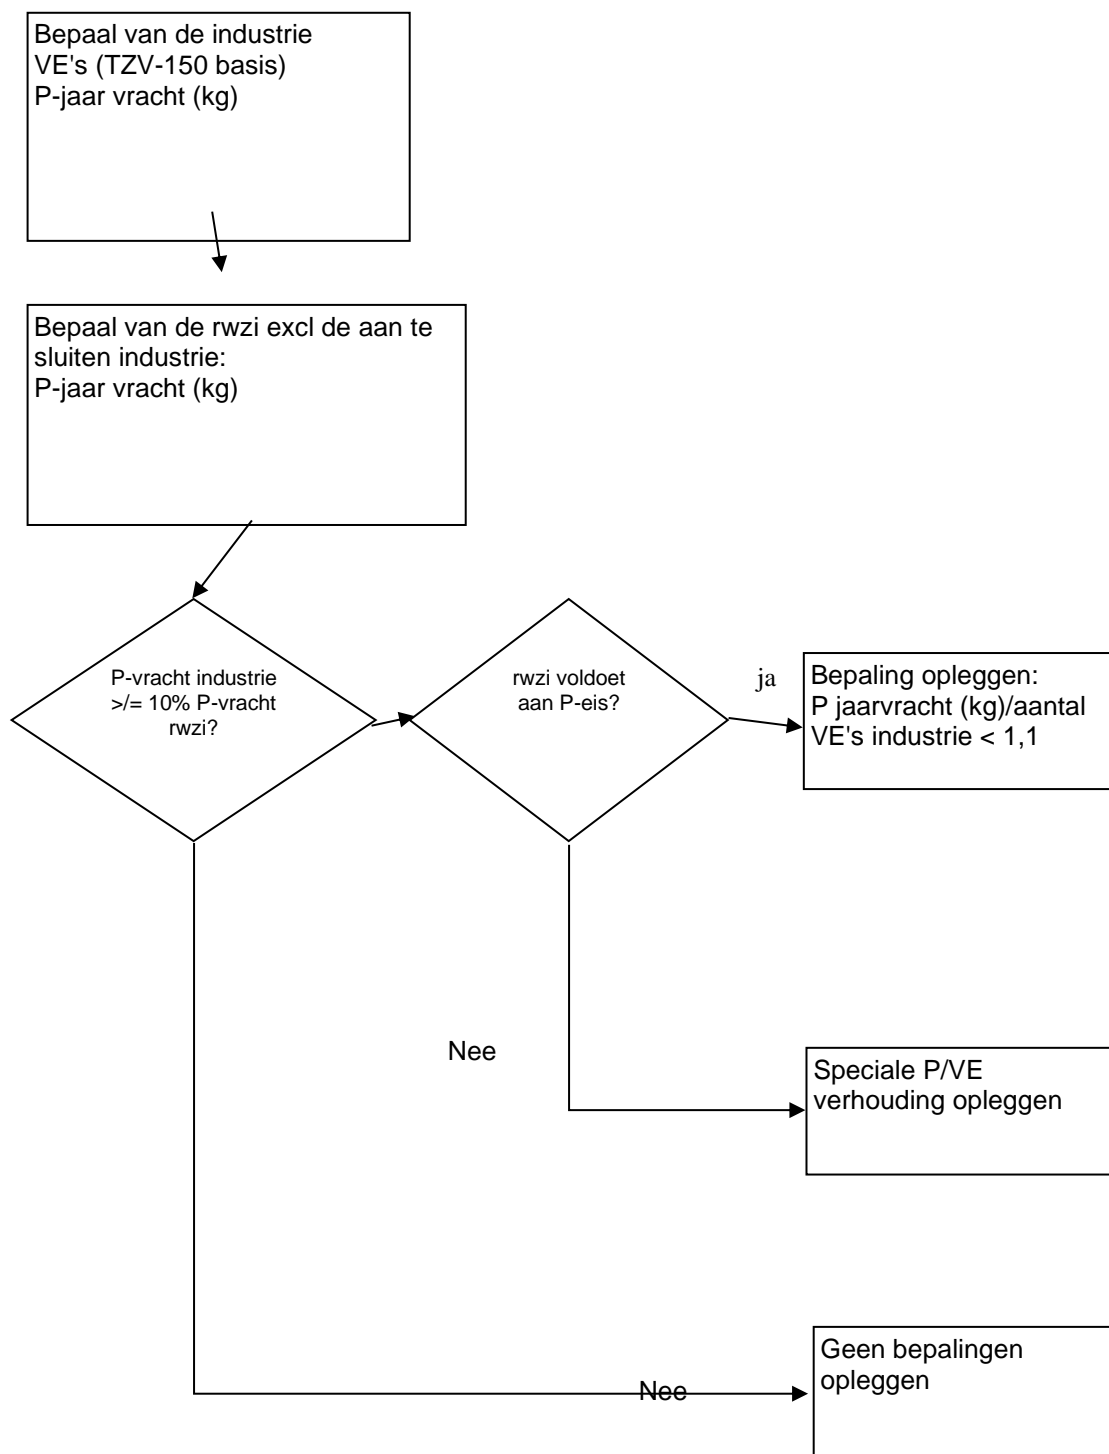 Bepaal van de industrie
VE's (TZV-150 basis)
P-jaar vracht (kg)
Bepaal van de rwzi excl de aan te
sluiten industrie:
P-jaar vracht (kg)
P-vracht industrie
>/= 10% P-vracht
rwzi?
rwzi voldoet
aan P-eis?
ja
Bepaling opleggen:
P jaarvracht (kg)/aantal
VE's industrie < 1,1
Nee
Speciale P/VE
verhouding opleggen
Nee
Geen bepalingen
opleggen